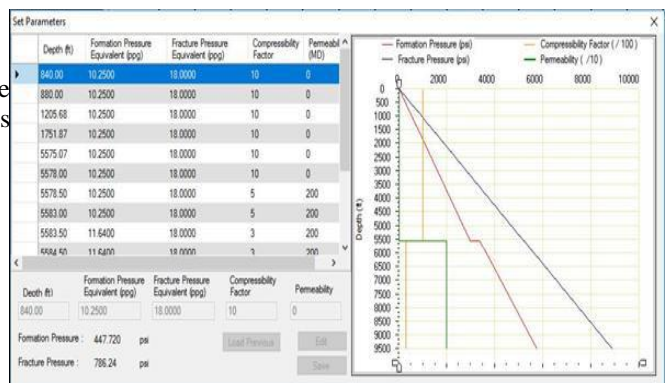 Set Parameters X
Depth (ft) Formation Pressure Equivalent (ppg) Fracture Pressure Equivalent (ppg) Compressibility Factor Permeabil (MD)
840.00 10.2500 18.0000 10 0
880.00 10.2500 18.0000 10 0
1205.68 10.2500 18.0000 10 0
1751.87 10.2500 18.0000 10 0
5575.07 10.2500 18.0000 10 0
5578.00 10.2500 18.0000 10 0
5578.50 10.2500 18.0000 5 200
5583.00 10.2500 18.0000 5 200
5583.50 11.6400 18.0000 3 200
5584.50 11.6400 18.0000 3 200
e
s
Depth (ft) Formation Pressure Equivalent (ppg) Fracture Pressure Equivalent (ppg) Compressibility Factor Permeability
840.00 10.2500 18.0000 10 0
Formation Pressure : 447.720 psi Load Previous Edit
Fracture Pressure : 786.24 psi Save
Formation Pressure (psi) Compressibility Factor ( / 100 )
Fracture Pressure (psi) Permeability ( /10 )
0 2000 4000 6000 8000 10000
Depth (ft)
0
500
1000
1500
2000
2500
3000
3500
4000
4500
5000
5500
6000
6500
7000
7500
8000
8500
9000
9500